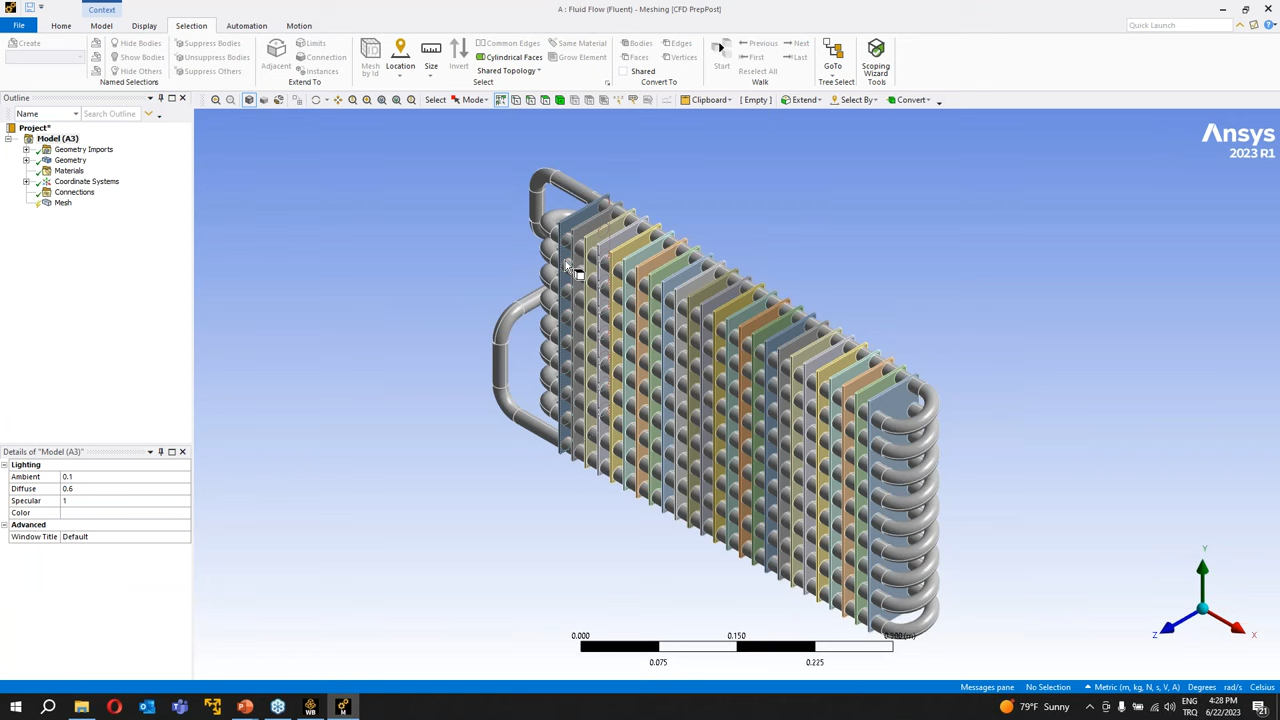 Context
A : Fluid Flow (Fluent) - Meshing [CFD PrepPost]
File Home Model Display Selection Automation Motion
Quick Launch
Create
Hide Bodies
Show Bodies
Hide Others
Suppress Bodies
Unsuppress Bodies
Suppress Others
Named Selections
Adjacent
Limits
Connection
Instances
Extend To
Mesh by Id
Location
Size
Invert
Common Edges
Cylindrical Faces
Shared Topology
Same Material
Grow Element
Select
Bodies
Edges
Faces
Vertices
Shared
Convert To
Start
Previous
Next
First
Last
Reselect All
Walk
GoTo
Tree Select
Scoping Wizard
Tools
Outline
Select Mode Clipboard [ Empty ] Extend Select By Convert
Name Search Outline
Project*
Model (A3)
Geometry Imports
Geometry
Materials
Coordinate Systems
Connections
Mesh
Ansys
2023 R1
Details of "Model (A3)"
Lighting
Ambient 0.1
Diffuse 0.6
Specular 1
Color
Advanced
Window Title Default
0.000 0.150 0.300 (m)
0.075 0.225
Y
Z X
Messages pane No Selection Metric (m, kg, N, s, V, A) Degrees rad/s Celsius
WB
M
79°F Sunny
ENG
TRC
4:28 PM
6/22/2023
21